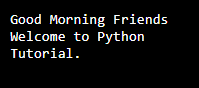 Good Morning Friends
Welcome to Python
Tutorial.